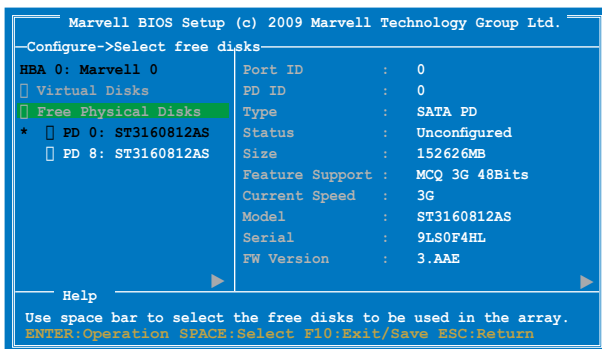 Marvell BIOS Setup (c) 2009 Marvell Technology Group Ltd.
Configure->Select free disks
HBA 0: Marvell 0
Virtual Disks
Free Physical Disks
* PD 0: ST3160812AS
PD 8: ST3160812AS
Port ID : 0
PD ID : 0
Type : SATA PD
Status : Unconfigured
Size : 152626MB
Feature Support : MCQ 3G 48Bits
Current Speed : 3G
Model : ST3160812AS
Serial : 9LS0F4HL
FW Version : 3.AAE
Help
Use space bar to select the free disks to be used in the array.
ENTER:Operation SPACE:Select F10:Exit/Save ESC:Return